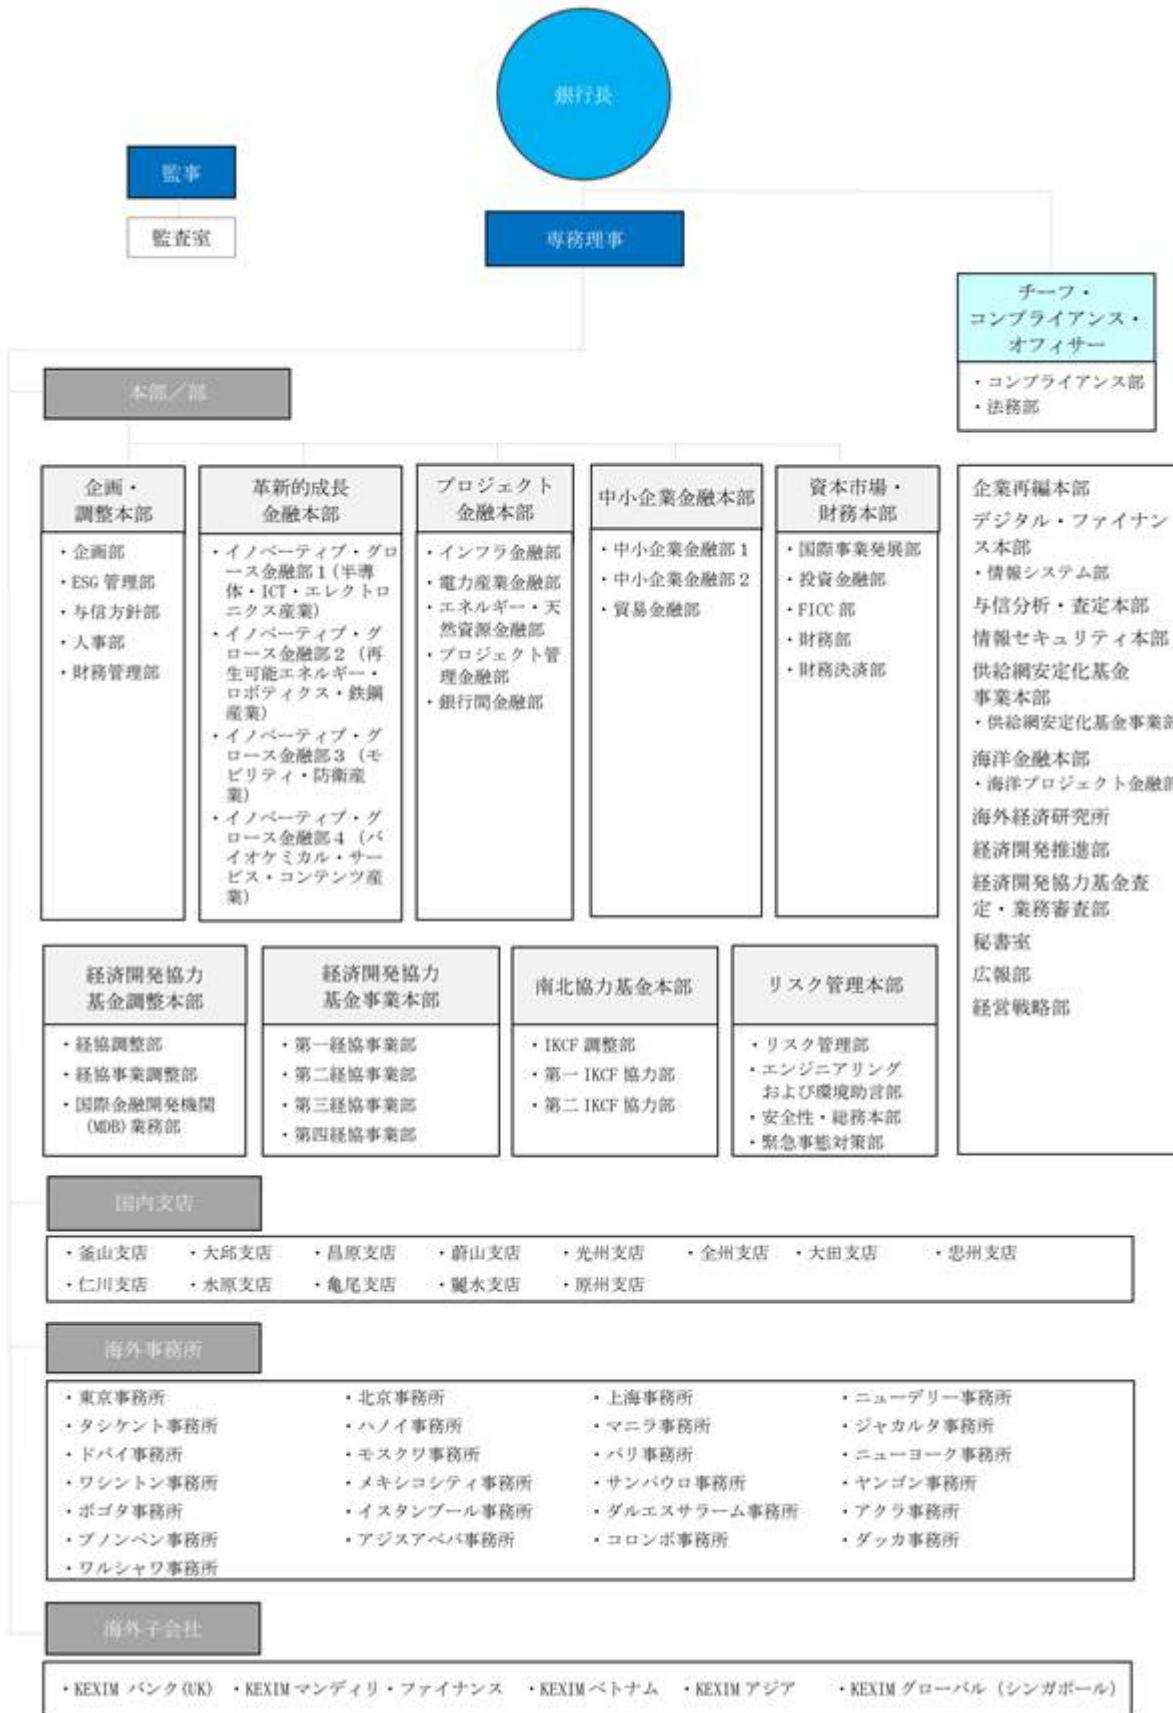 銀行長
監事
監査室
専務理事
チーフ・
コンプライアンス・
オフィサー
・コンプライアンス部
・法務部
本部／部
企画・
調整本部
・企画部
・ESG 管理部
・与信方針部
・人事部
・財務管理部
革新的成長
金融本部
・イノベーティブ・グロ
ース金融部1 (半導
体・ICT・エレクトロ
ニクス産業)
・イノベーティブ・グ
ロース金融部2 (再
生可能エネルギー・
ロボティクス・鉄鋼
産業)
・イノベーティブ・グ
ロース金融部3 (モ
ビリティ・防衛産
業)
・イノベーティブ・グ
ロース金融部4 (バ
イオケミカル・サー
ビス・コンテンツ産
業)
プロジェクト
金融本部
・インフラ金融部
・電力産業金融部
・エネルギー・天
然資源金融部
・プロジェクト管
理金融部
・銀行間金融部
中小企業金融本部
・中小企業金融部1
・中小企業金融部2
・貿易金融部
資本市場・
財務本部
・国際事業発展部
・投資金融部
・FICC 部
・財務部
・財務決済部
企業再編本部
デジタル・ファイナン
ス本部
・情報システム部
与信分析・査定本部
情報セキュリティ本部
供給網安定化基金
事業本部
・供給網安定化基金事業部
海洋金融本部
・海洋プロジェクト金融部
海外経済研究所
経済開発推進部
経済開発協力基金査
定・業務審査部
秘書室
広報部
経営戦略部
経済開発協力
基金調整本部
・経協調整部
・経協事業調整部
・国際金融開発機関
(MDB)業務部
経済開発協力
基金事業本部
・第一経協事業部
・第二経協事業部
・第三経協事業部
・第四経協事業部
南北協力基金本部
・IKCF 調整部
・第一 IKCF 協力部
・第二 IKCF 協力部
リスク管理本部
・リスク管理部
・エンジニアリング
および環境助言部
・安全性・総務本部
・緊急事態対策部
国内支店
・釜山支店 ・大邱支店 ・昌原支店 ・蔚山支店 ・光州支店 ・全州支店 ・大田支店 ・忠州支店
・仁川支店 ・水原支店 ・亀尾支店 ・麗水支店 ・原州支店
海外事務所
・東京事務所 ・北京事務所 ・上海事務所 ・ニューデリー事務所
・タシケント事務所 ・ハノイ事務所 ・マニラ事務所 ・ジャカルタ事務所
・ドバイ事務所 ・モスクワ事務所 ・パリ事務所 ・ニューヨーク事務所
・ワシントン事務所 ・メキシコシティ事務所 ・サンパウロ事務所 ・ヤンゴン事務所
・ボゴタ事務所 ・イスタンブール事務所 ・ダルエスサラーム事務所 ・アクラ事務所
・プノンペン事務所 ・アジスアベバ事務所 ・コロンボ事務所 ・ダッカ事務所
・ワルシャワ事務所
海外子会社
・KEXIM バンク(UK) ・KEXIM マンディリ・ファイナンス ・KEXIM ベトナム ・KEXIM アジア ・KEXIM グローバル (シンガポール)